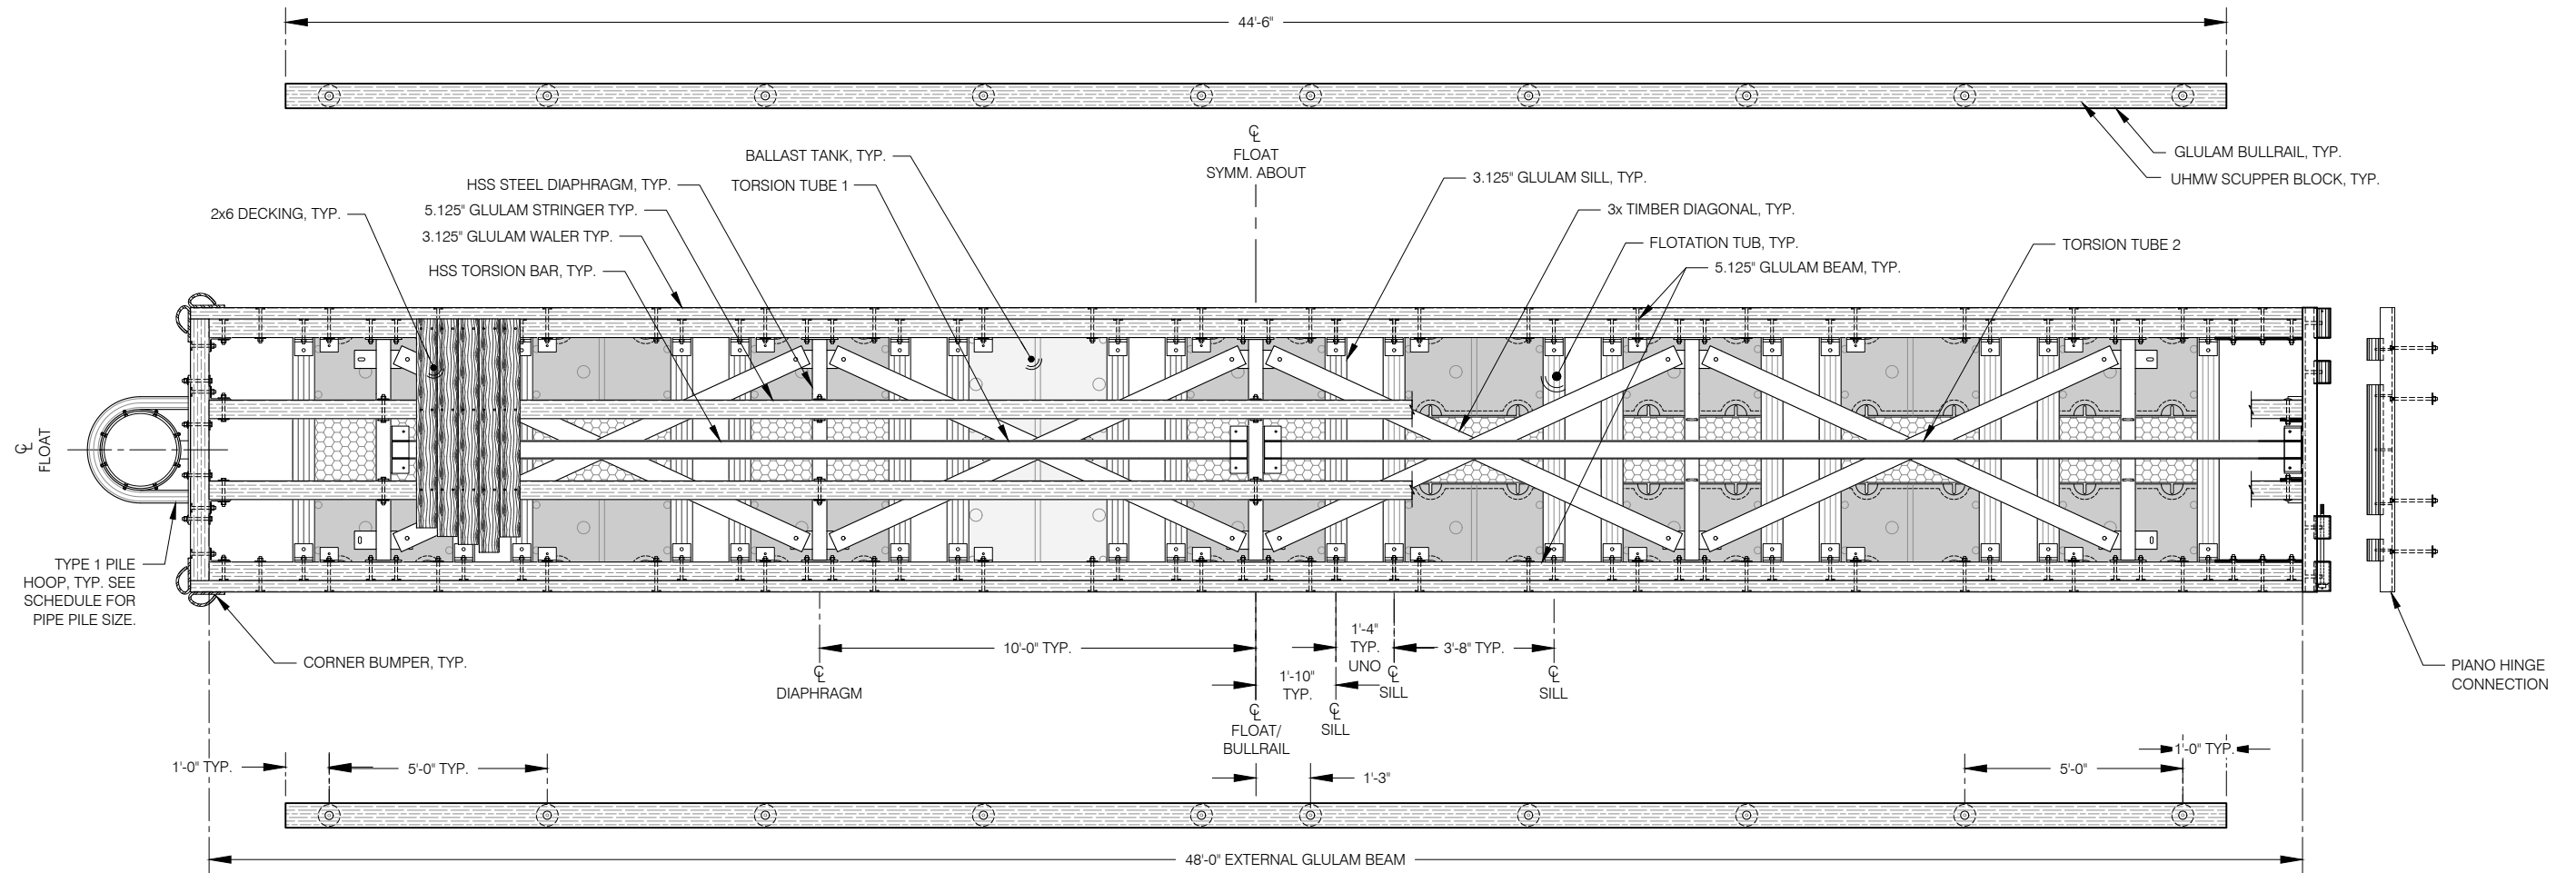 44'-6"
GLULAM BULLRAIL, TYP.
UHMW SCUPPER BLOCK, TYP.
℄
FLOAT
SYMM. ABOUT
BALLAST TANK, TYP.
TORSION TUBE 1
HSS STEEL DIAPHRAGM, TYP.
5.125" GLULAM STRINGER TYP.
3.125" GLULAM WALER TYP.
HSS TORSION BAR, TYP.
2x6 DECKING, TYP.
3.125" GLULAM SILL, TYP.
3x TIMBER DIAGONAL, TYP.
FLOTATION TUB, TYP.
5.125" GLULAM BEAM, TYP.
TORSION TUBE 2
℄
FLOAT
TYPE 1 PILE
HOOP, TYP. SEE
SCHEDULE FOR
PIPE PILE SIZE.
CORNER BUMPER, TYP.
10'-0" TYP.
℄
DIAPHRAGM
1'-10"
TYP.
1'-4"
TYP.
UNO
3'-8" TYP.
℄
SILL
℄
SILL
℄
FLOAT/
BULLRAIL
℄
SILL
PIANO HINGE
CONNECTION
1'-0" TYP.
5'-0" TYP.
1'-3"
5'-0"
1'-0" TYP.
48'-0" EXTERNAL GLULAM BEAM